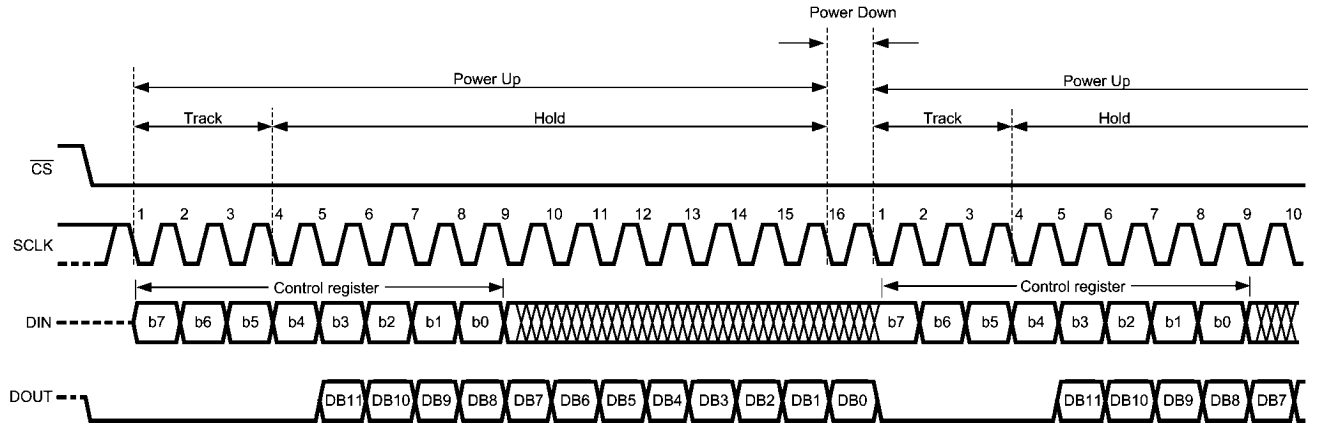 Power Down
Power Up Power Up
Track Hold Track Hold
CS
1 2 3 4 5 6 7 8 9 10 11 12 13 14 15 16 1 2 3 4 5 6 7 8 9 10
SCLK
Control register Control register
DIN b7 b6 b5 b4 b3 b2 b1 b0 b7 b6 b5 b4 b3 b2 b1 b0
DOUT DB11 DB10 DB9 DB8 DB7 DB6 DB5 DB4 DB3 DB2 DB1 DB0 DB11 DB10 DB9 DB8 DB7